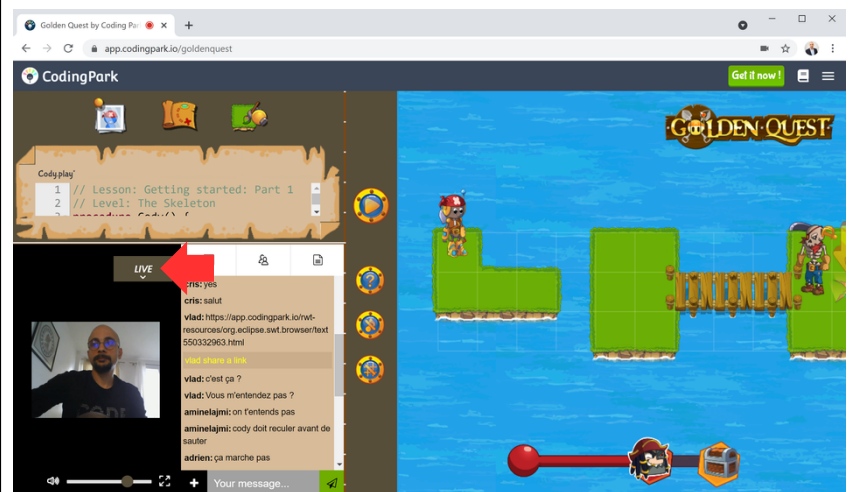 Golden Quest by Coding Par
app.codingpark.io/goldenquest
CodingPark
Get it now !
GOLDEN QUEST
Cody.play*
1 // Lesson: Getting started: Part 1
2 // Level: The Skeleton
LIVE
cris: yes
cris: salut
vlad: https://app.codingpark.io/rwt-
resources/org.eclipse.swt.browser/text
550332963.html
vlad share a link
vlad: c'est ça ?
vlad: Vous m'entendez pas ?
aminelajmi: on t'entends pas
aminelajmi: cody doit reculer avant de
sauter
adrien: ça marche pas
Your message...